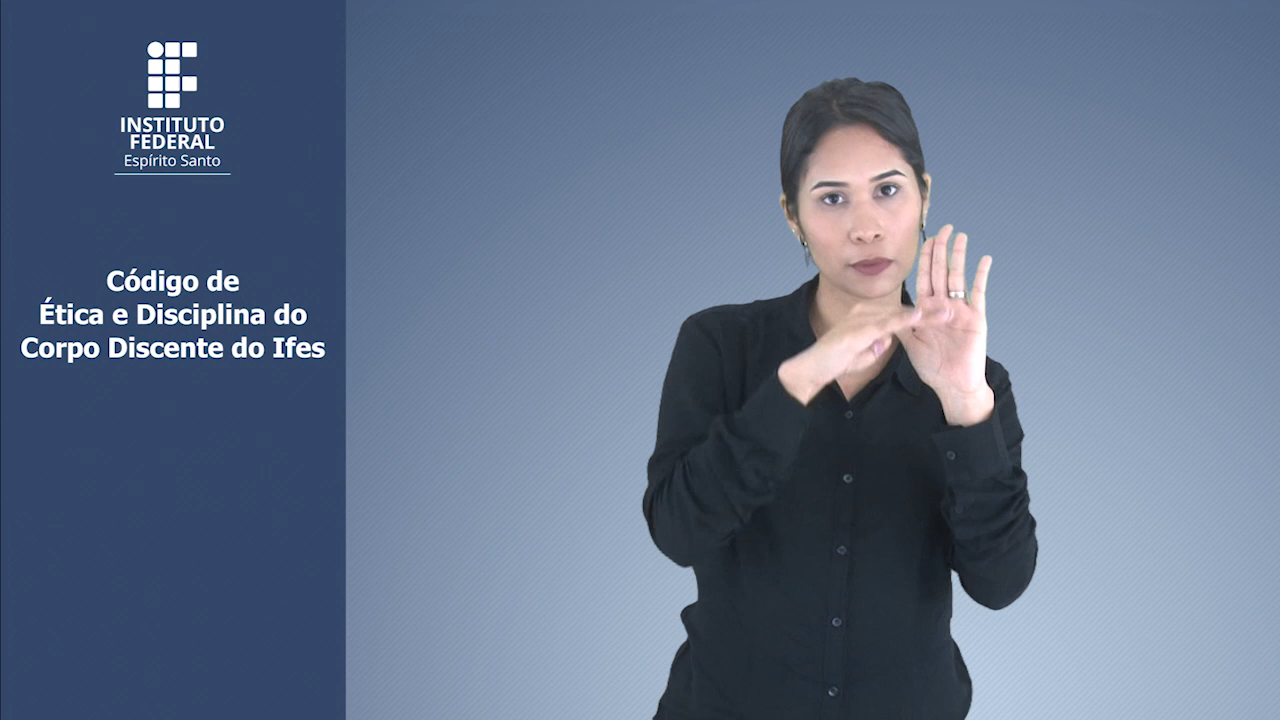 INSTITUTO
FEDERAL
Espírito Santo
Código de
Ética e Disciplina do
Corpo Discente do Ifes